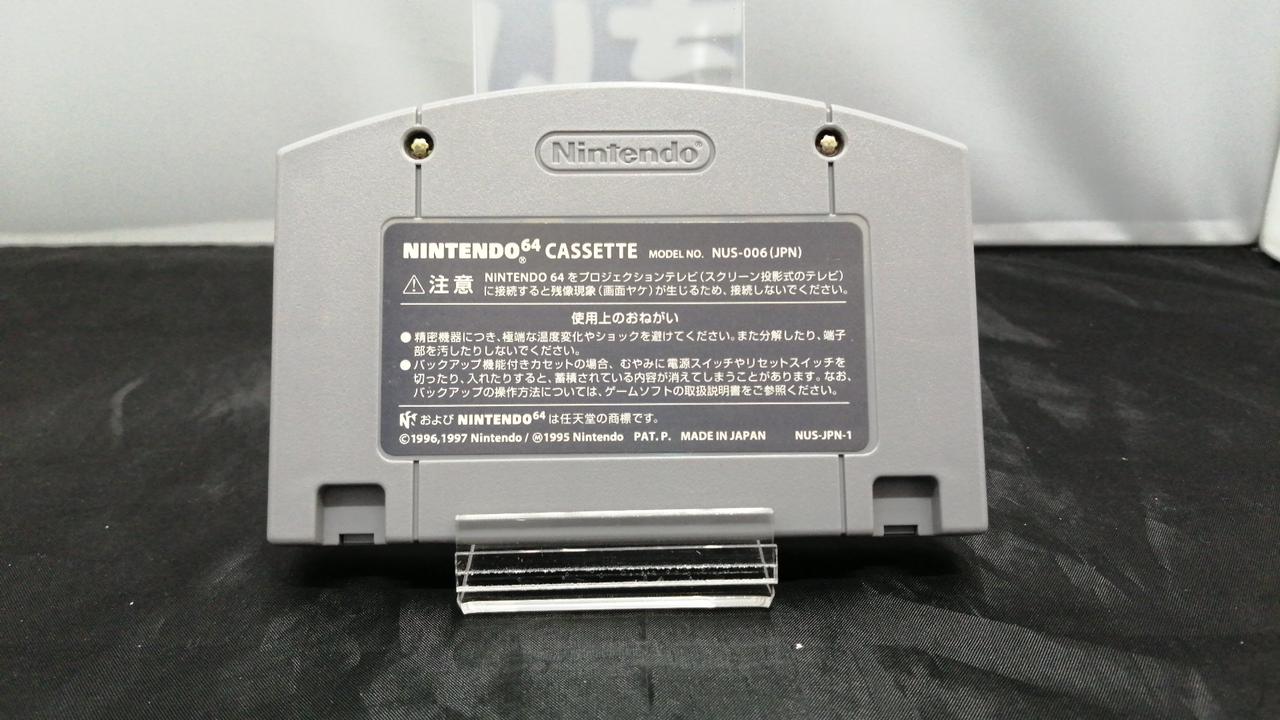 Nintendo®
NINTENDO64® CASSETTE MODEL NO. NUS-006(JPN)
注意 NINTENDO 64 をプロジェクションテレビ(スクリーン投影式のテレビ)
に接続すると残像現象(画面ヤケ)が生じるため、接続しないでください。
使用上のおねがい
●精密機器につき、極端な温度変化やショックを避けてください。また分解したり、端子
部を汚したりしないでください。
●バックアップ機能付きカセットの場合、むやみに電源スイッチやリセットスイッチを
切ったり、入れたりすると、蓄積されている内容が消えてしまうことがあります。なお、
バックアップの操作方法については、ゲームソフトの取扱説明書をご参照ください。
および NINTENDO64 は任天堂の商標です。
©1996,1997 Nintendo / Ⓜ1995 Nintendo PAT. P. MADE IN JAPAN NUS-JPN-1